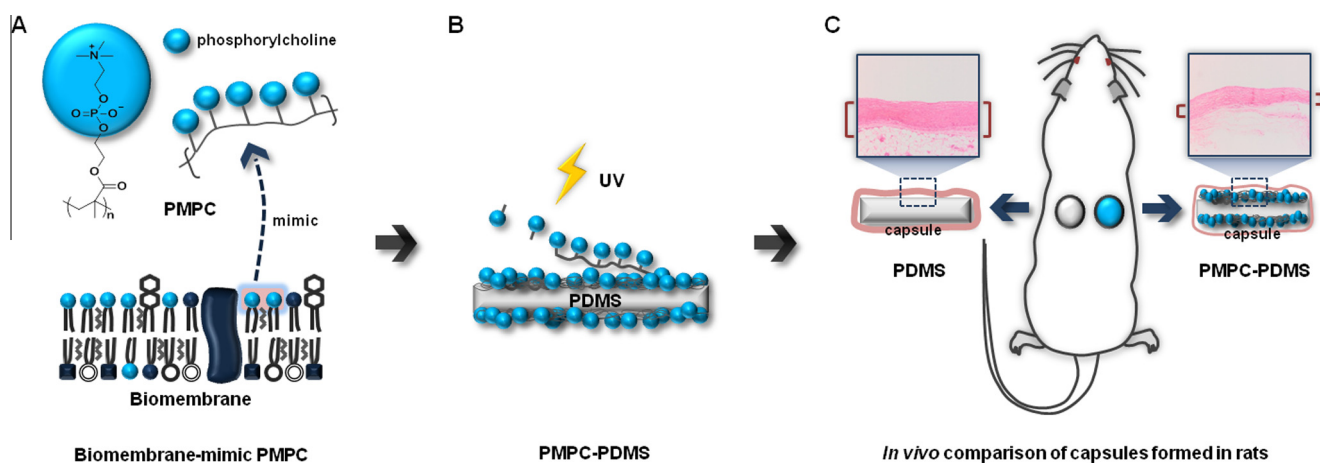 A
phosphorylcholine
N
+
O
O
P
O⁻
O
O
O
n
PMPC
mimic
Biomembrane
Biomembrane-mimic PMPC
B
UV
PDMS
PMPC-PDMS
C
capsule
PDMS
capsule
PMPC-PDMS
In vivo comparison of capsules formed in rats